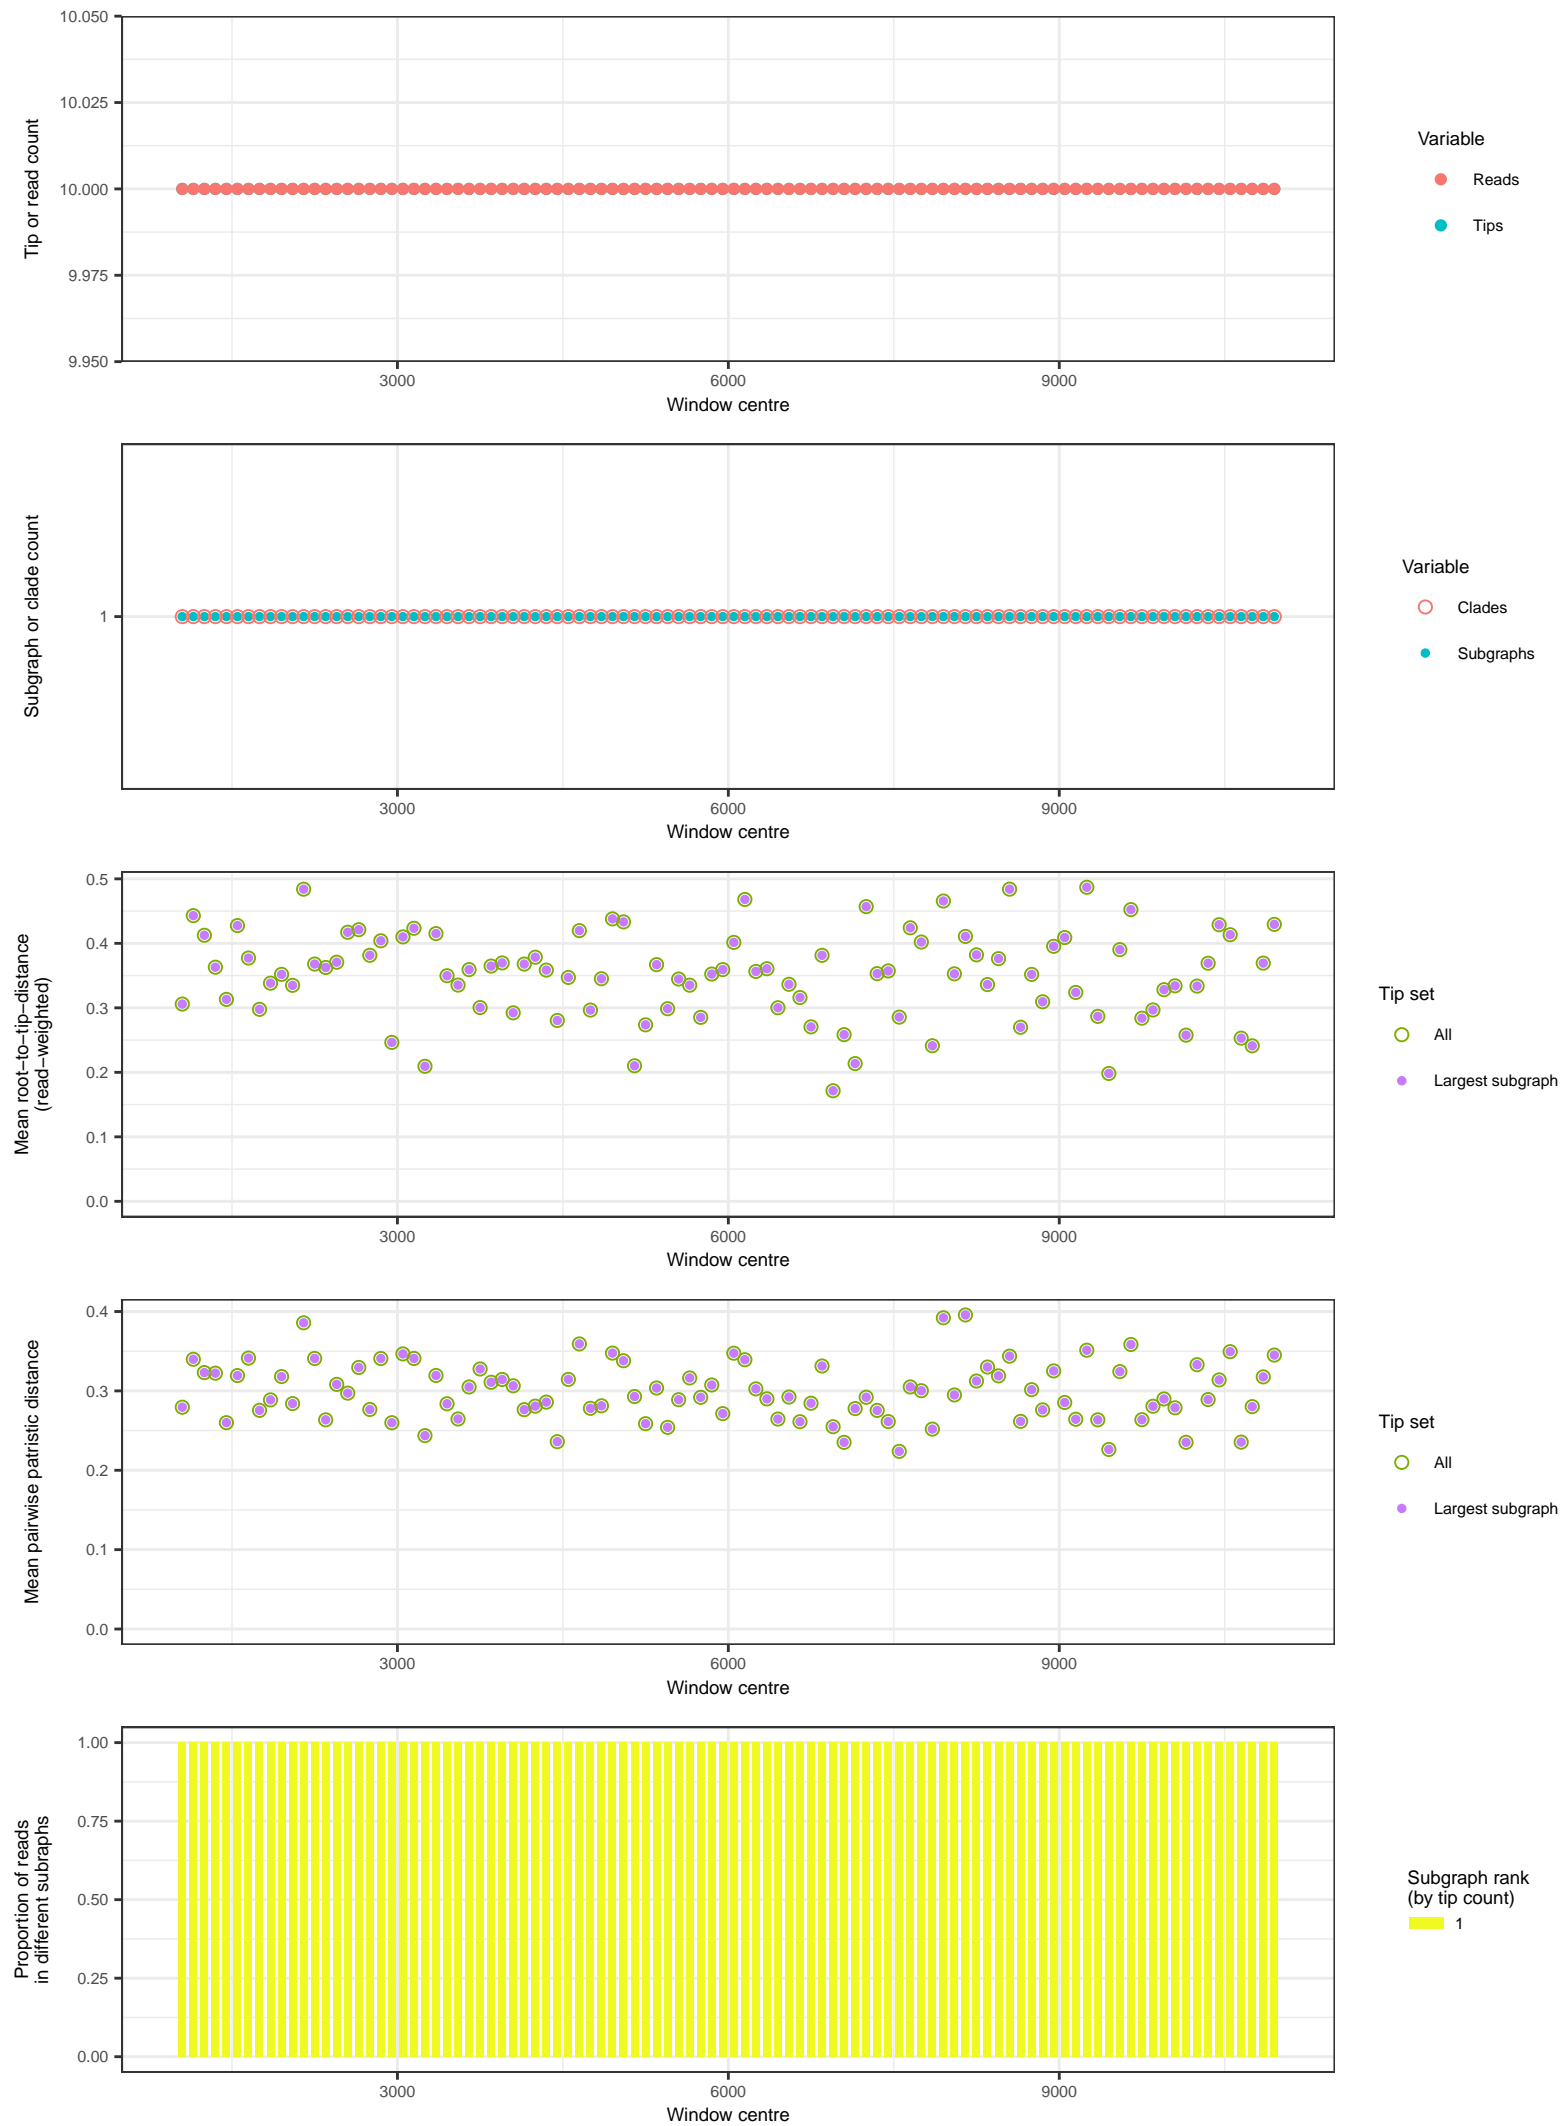 10.050
10.025
10.000
9.975
9.950
Tip or read count
3000
6000
9000
Window centre
Variable
Reads
Tips
1
Subgraph or clade count
3000
6000
9000
Window centre
Variable
Clades
Subgraphs
0.5
0.4
0.3
0.2
0.1
0.0
Mean root−to−tip−distance
(read−weighted)
3000
6000
9000
Window centre
Tip set
All
Largest subgraph
0.4
0.3
0.2
0.1
0.0
Mean pairwise patristic distance
3000
6000
9000
Window centre
Tip set
All
Largest subgraph
1.00
0.75
0.50
0.25
0.00
Proportion of reads
in different subraphs
3000
6000
9000
Window centre
Subgraph rank
(by tip count)
1